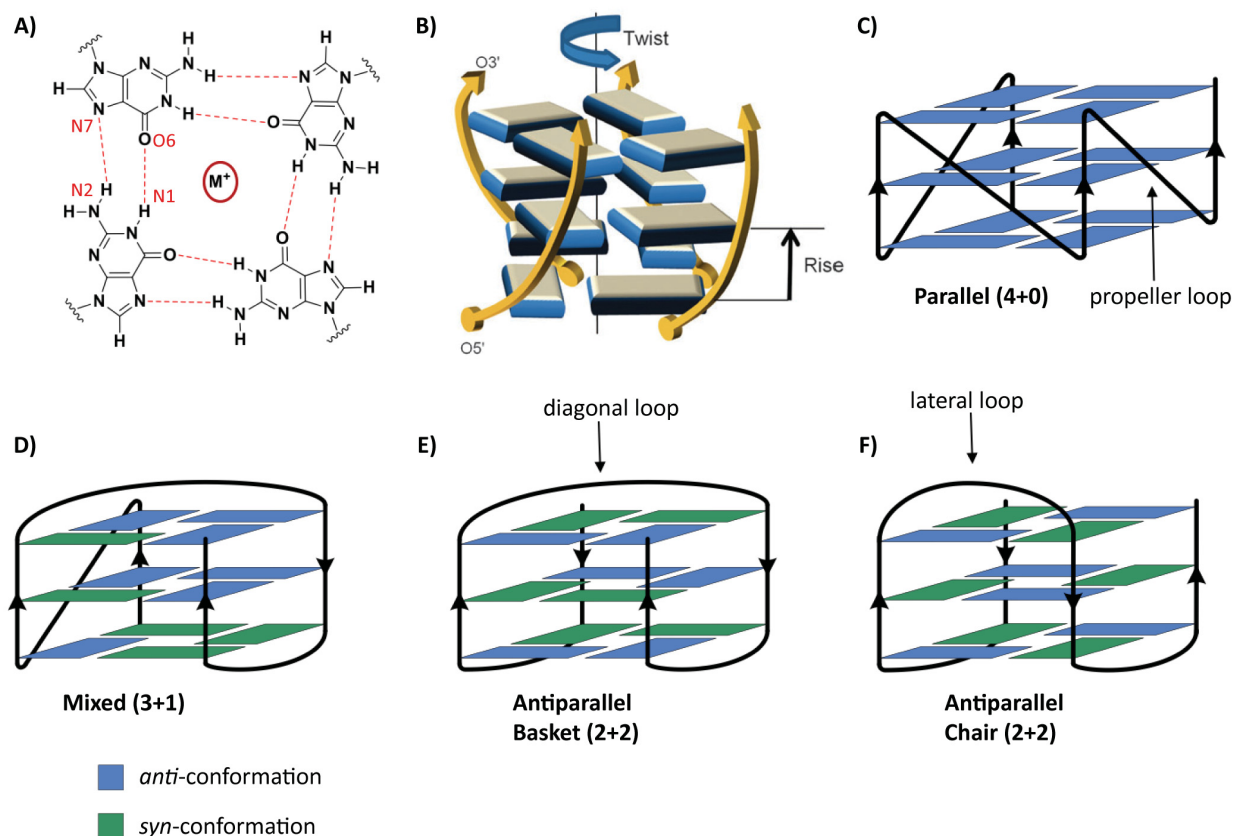 A)
H
N
N
N
H
H
N
N
H
N
O
N7
O6
H
N
N
N
O
N
N
H
N
H
H
M⁺
N2
N1
H
H–N
H
N
N
N
N
O
H
O
N
N
H
N
N
H
N
H
H
B)
Twist
O3'
Rise
O5'
C)
Parallel (4+0)
propeller loop
D)
Mixed (3+1)
E)
diagonal loop
Antiparallel
Basket (2+2)
F)
lateral loop
Antiparallel
Chair (2+2)
anti-conformation
syn-conformation